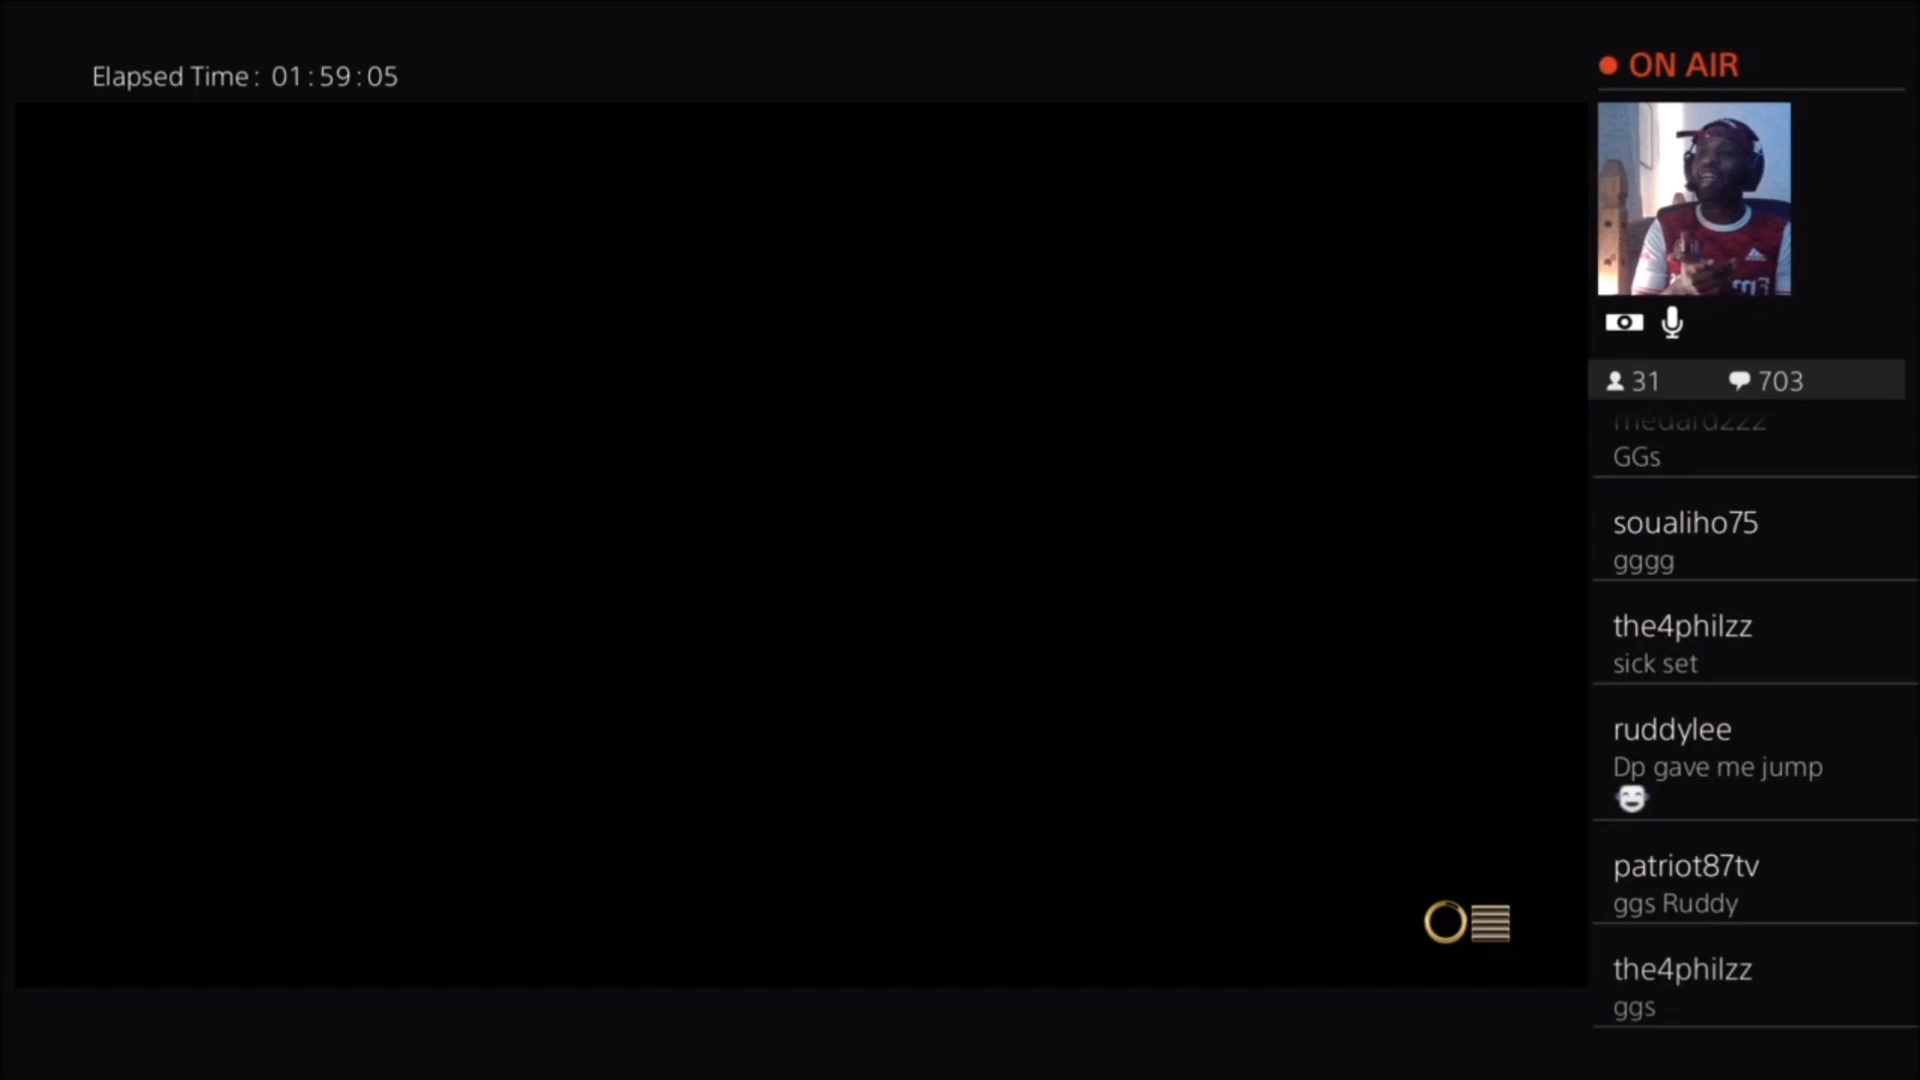 Elapsed Time: 01:59:05
ON AIR
31 703
medardzzz
GGs
soualiho75
gggg
the4philzz
sick set
ruddylee
Dp gave me jump
patriot87tv
ggs Ruddy
the4philzz
ggs